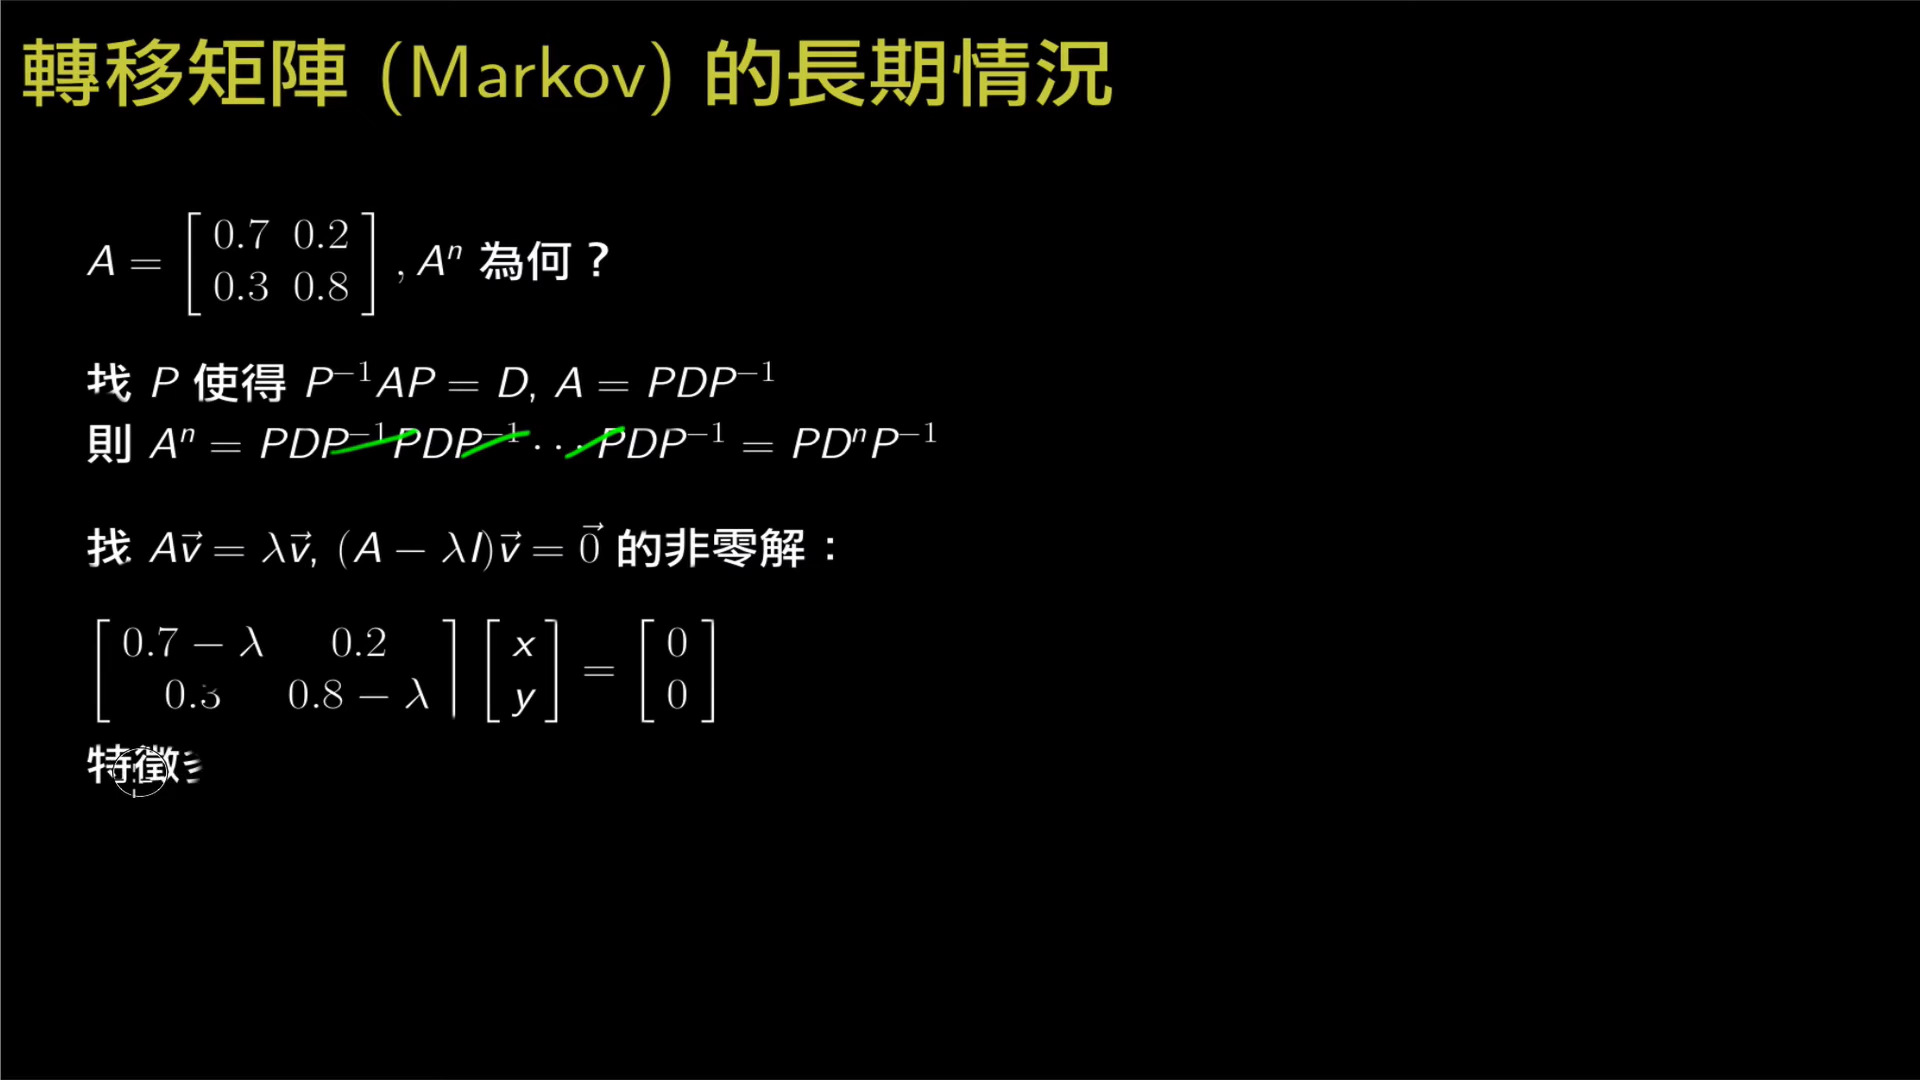 轉移矩陣 (Markov) 的長期情況
A = [ 0.7 0.2 ; 0.3 0.8 ] , Aⁿ 為何？
找 P 使得 P⁻¹AP = D, A = PDP⁻¹
則 Aⁿ = PDP⁻¹PDP⁻¹ · · · PDP⁻¹ = PDⁿP⁻¹
找 Av⃗ = λv⃗, (A − λI)v⃗ = 0⃗ 的非零解：
[ 0.7 − λ 0.2 ; 0.3 0.8 − λ ] [ x ; y ] = [ 0 ; 0 ]
特徵